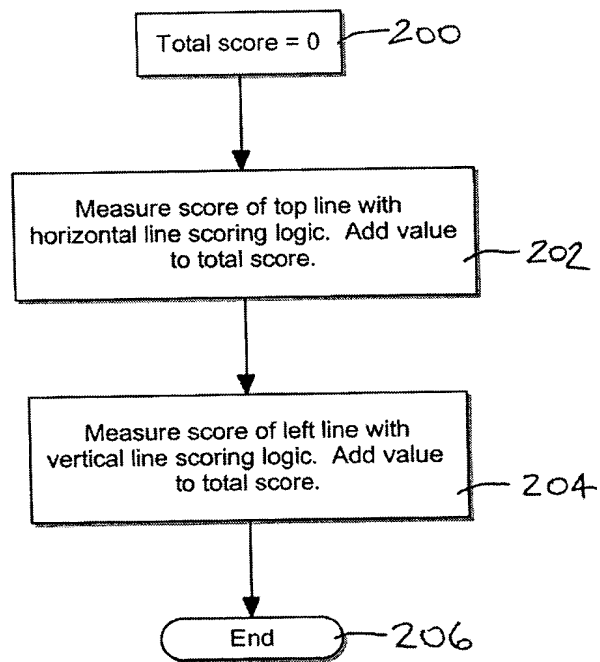 Total score = 0
200
Measure score of top line with
horizontal line scoring logic. Add value
to total score.
202
Measure score of left line with
vertical line scoring logic. Add value
to total score.
204
End
206